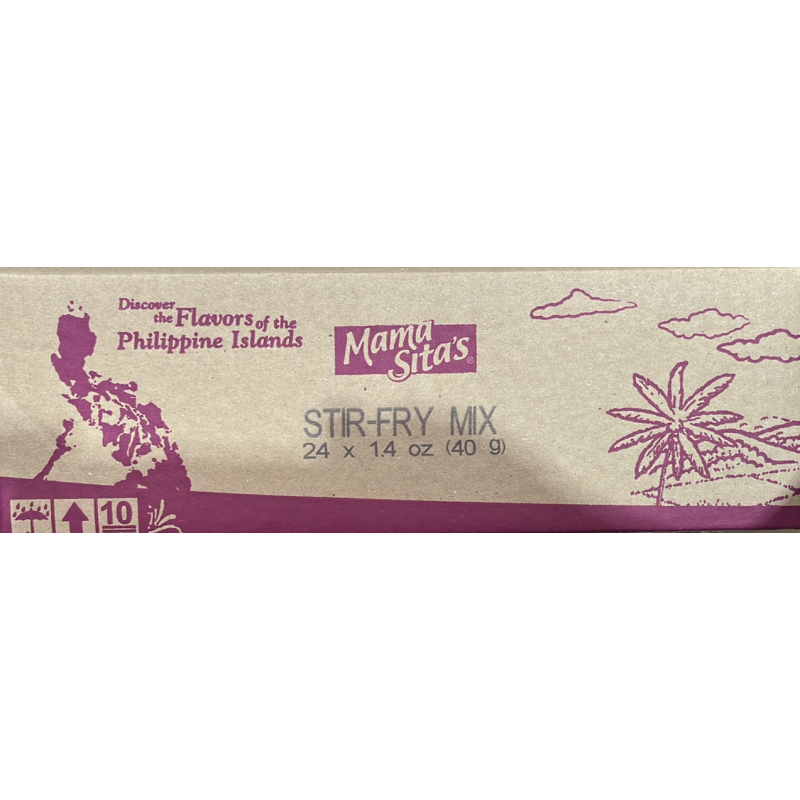 Discover
the Flavors of the
Philippine Islands
Mama
Sita's®
STIR-FRY MIX
24 x 1.4 oz (40 g)
10